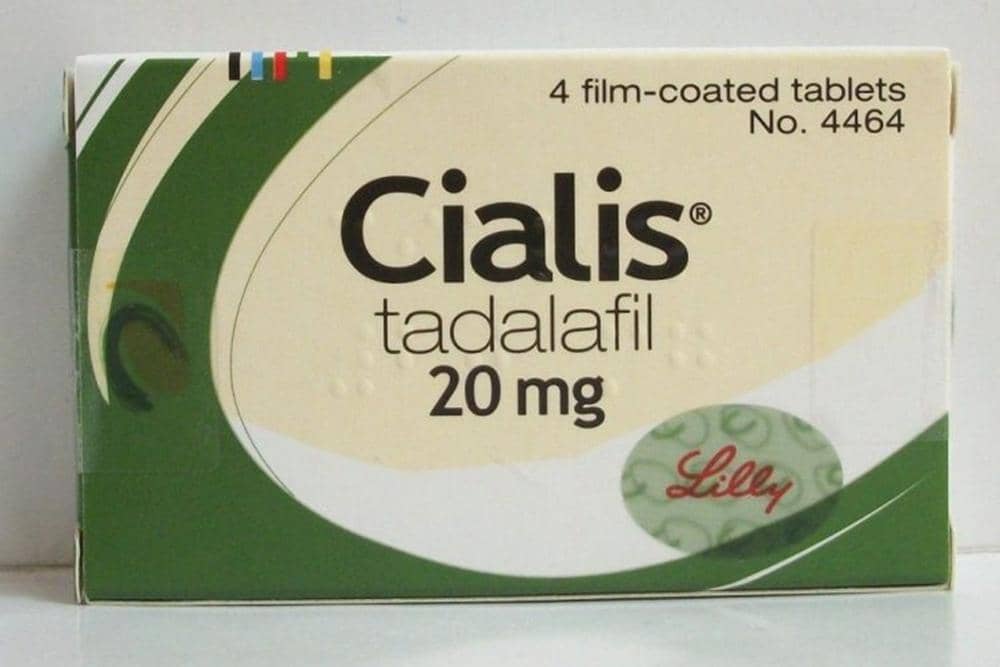 4 film-coated tablets
No. 4464
Cialis®
tadalafil
20 mg
Lilly